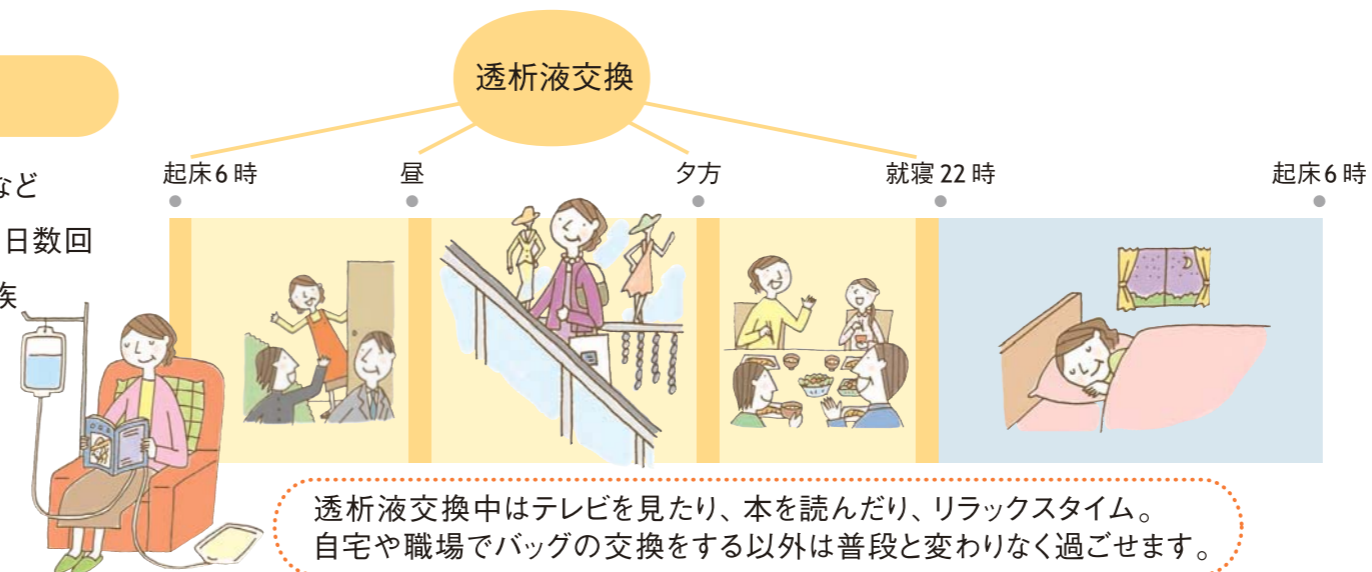 透析液交換
起床6時
昼
夕方
就寝22時
起床6時
など
日数回
族
透析液交換中はテレビを見たり、本を読んだり、リラックスタイム。
自宅や職場でバッグの交換をする以外は普段と変わりなく過ごせます。